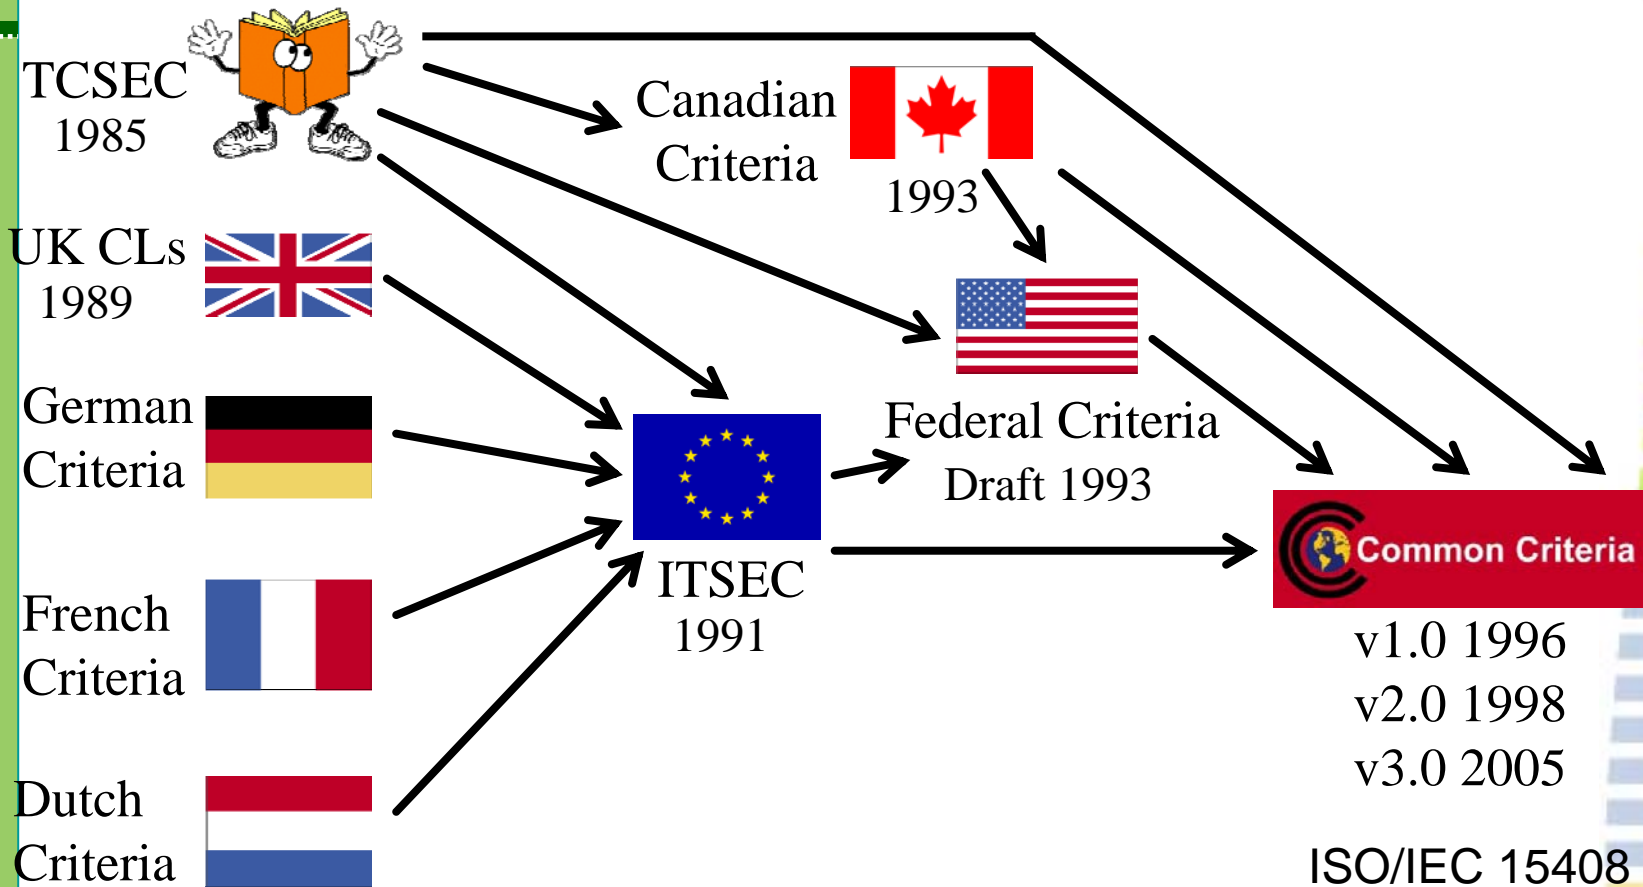 TCSEC
1985
Canadian
Criteria
1993
UK CLs
1989
German
Criteria
Federal Criteria
Draft 1993
French
Criteria
ITSEC
1991
Common Criteria
v1.0 1996
v2.0 1998
v3.0 2005
Dutch
Criteria
ISO/IEC 15408